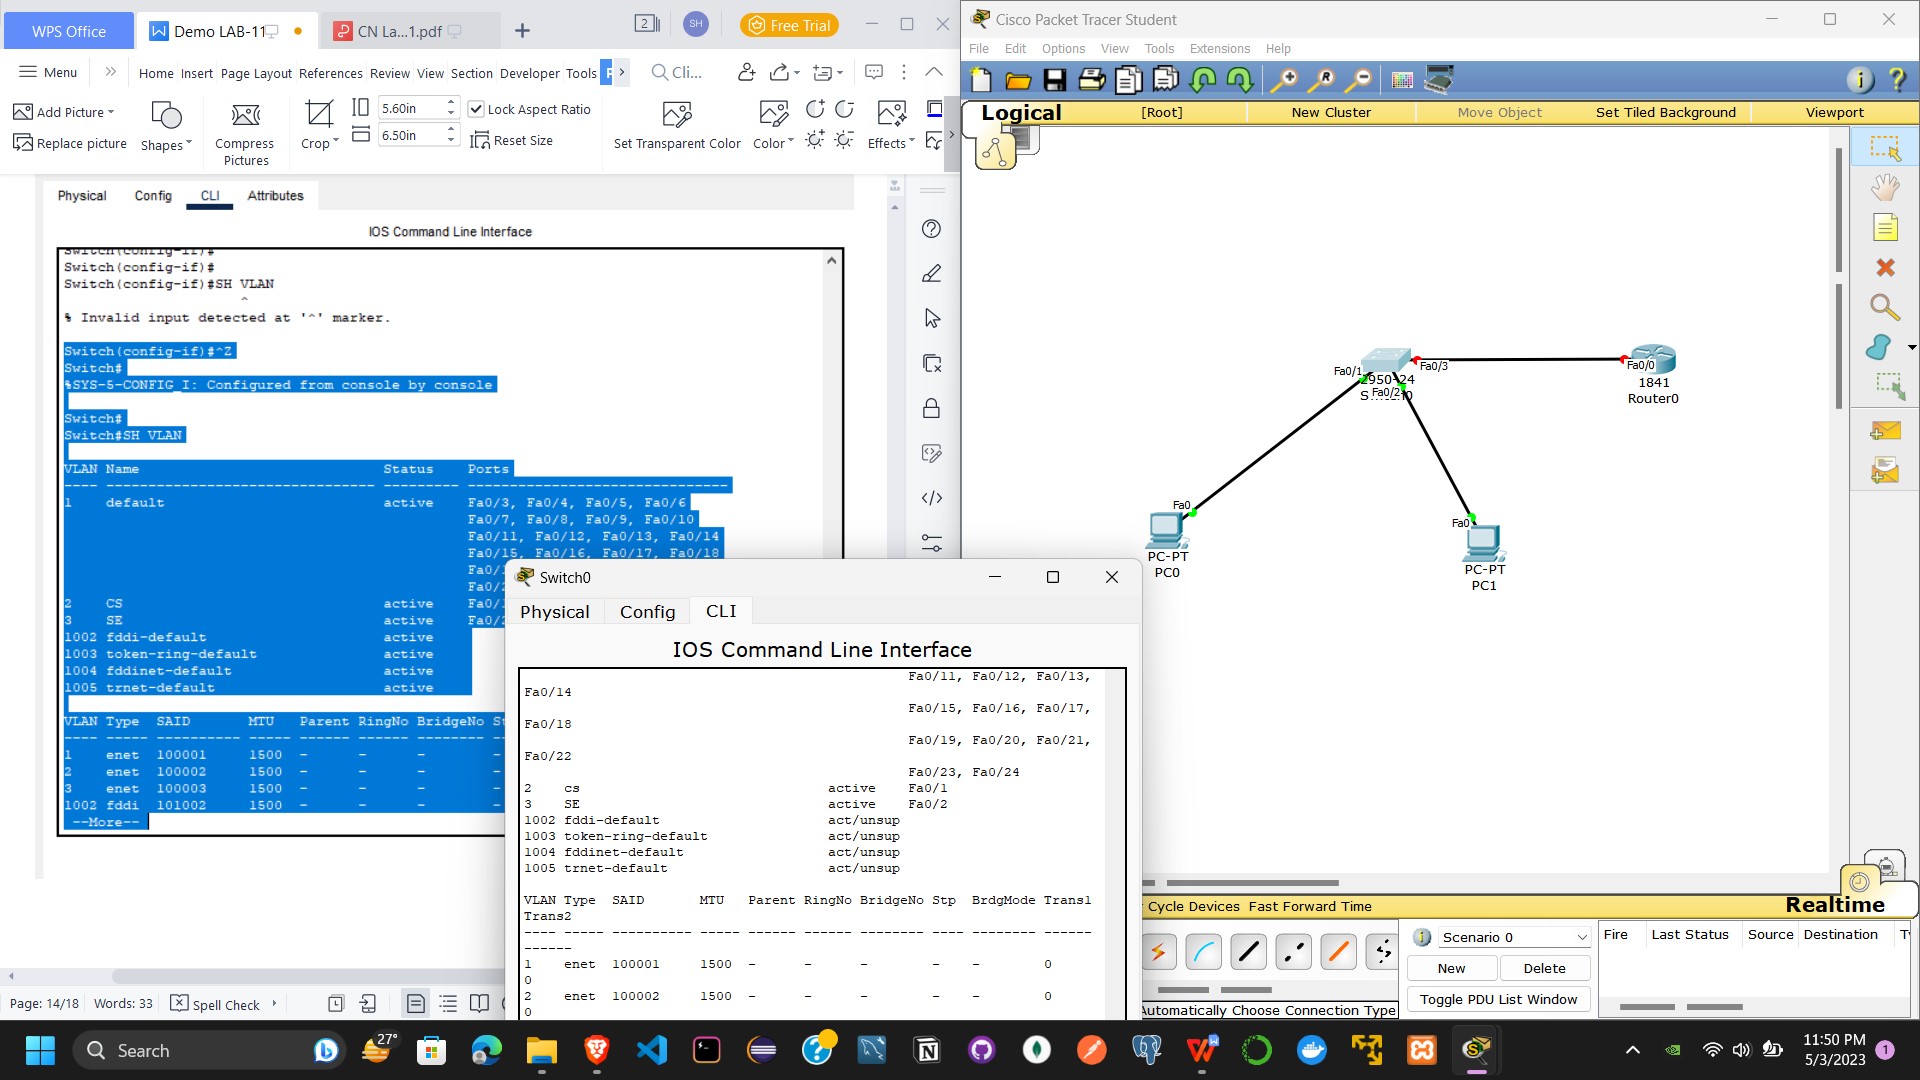 WPS Office
Demo LAB-11
CN La...1.pdf
2
SH
Free Trial
Menu
Home Insert Page Layout References Review View Section Developer Tools
Cli...
Add Picture
Replace picture
Shapes
Compress Pictures
Crop
5.60in
6.50in
Lock Aspect Ratio
Reset Size
Set Transparent Color
Color
Effects
Physical Config CLI Attributes
IOS Command Line Interface
Switch(config-if)#
Switch(config-if)#
Switch(config-if)#SH VLAN
^
% Invalid input detected at '^' marker.
Switch(config-if)#^Z
Switch#
%SYS-5-CONFIG_I: Configured from console by console
Switch#
Switch#SH VLAN
VLAN Name Status Ports
---- -------------------------------- --------- -------------------------------
1 default active Fa0/3, Fa0/4, Fa0/5, Fa0/6
Fa0/7, Fa0/8, Fa0/9, Fa0/10
Fa0/11, Fa0/12, Fa0/13, Fa0/14
Fa0/15, Fa0/16, Fa0/17, Fa0/18
2 CS active
3 SE active
1002 fddi-default active
1003 token-ring-default active
1004 fddinet-default active
1005 trnet-default active
VLAN Type SAID MTU Parent RingNo BridgeNo
---- ----- ---------- ----- ------ ------ -------- 
1 enet 100001 1500 - - - -
2 enet 100002 1500 - - - -
3 enet 100003 1500 - - - -
1002 fddi 101002 1500 - - - -
--More--
Page: 14/18 Words: 33 Spell Check
Switch0
Physical Config CLI
IOS Command Line Interface
Fa0/11, Fa0/12, Fa0/13,
Fa0/14
Fa0/15, Fa0/16, Fa0/17,
Fa0/18
Fa0/19, Fa0/20, Fa0/21,
Fa0/22
Fa0/23, Fa0/24
2 cs active Fa0/1
3 SE active Fa0/2
1002 fddi-default act/unsup
1003 token-ring-default act/unsup
1004 fddinet-default act/unsup
1005 trnet-default act/unsup
VLAN Type SAID MTU Parent RingNo BridgeNo Stp BrdgMode Trans1
Trans2
---- ----- ---------- ----- ------ ------ -------- ---- -------- ------
------
1 enet 100001 1500 - - - - - 0
0
2 enet 100002 1500 - - - - - 0
0
Cisco Packet Tracer Student
File Edit Options View Tools Extensions Help
Logical [Root] New Cluster Move Object Set Tiled Background Viewport
Fa0/1
2950-24
Fa0/2
Fa0/3
Fa0/0
1841
Router0
Fa0
PC-PT
PC0
Fa0
PC-PT
PC1
Cycle Devices Fast Forward Time
Realtime
Scenario 0
New Delete
Toggle PDU List Window
Fire Last Status Source Destination
Automatically Choose Connection Type
Search
27°
11:50 PM
5/3/2023
1